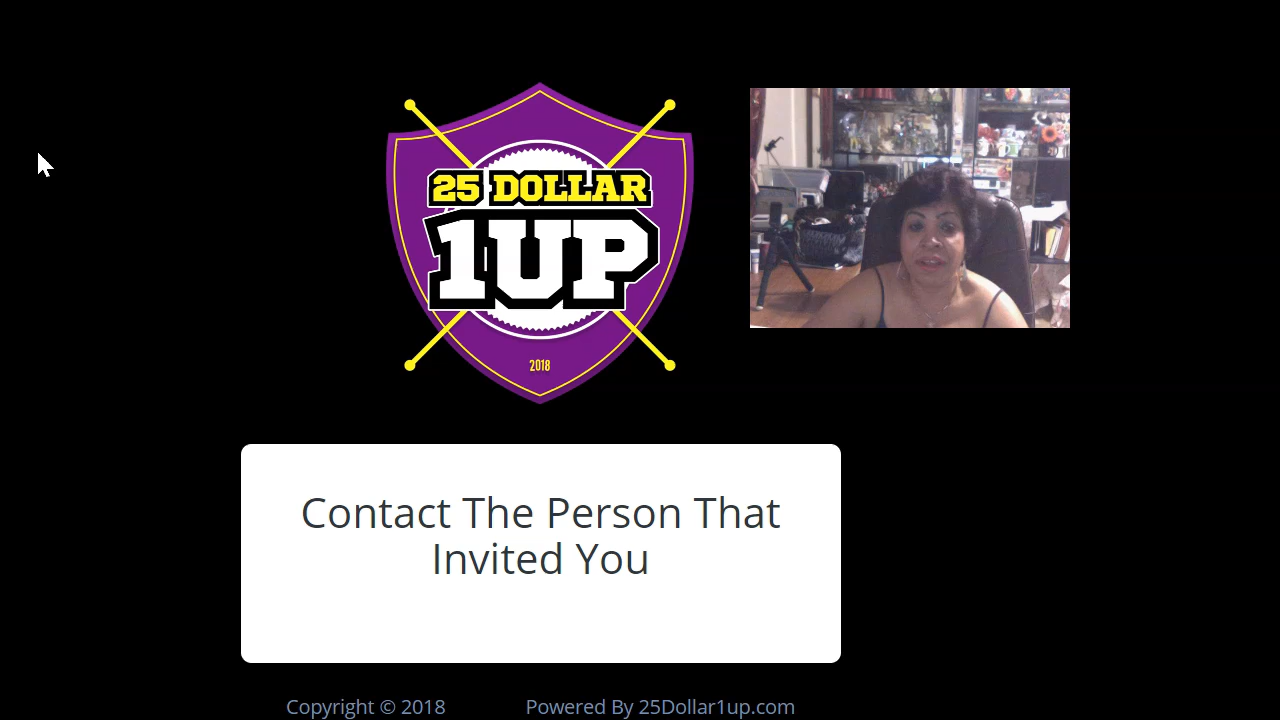 25 DOLLAR
1UP
2018
Contact The Person That
Invited You
Copyright © 2018
Powered By 25Dollar1up.com